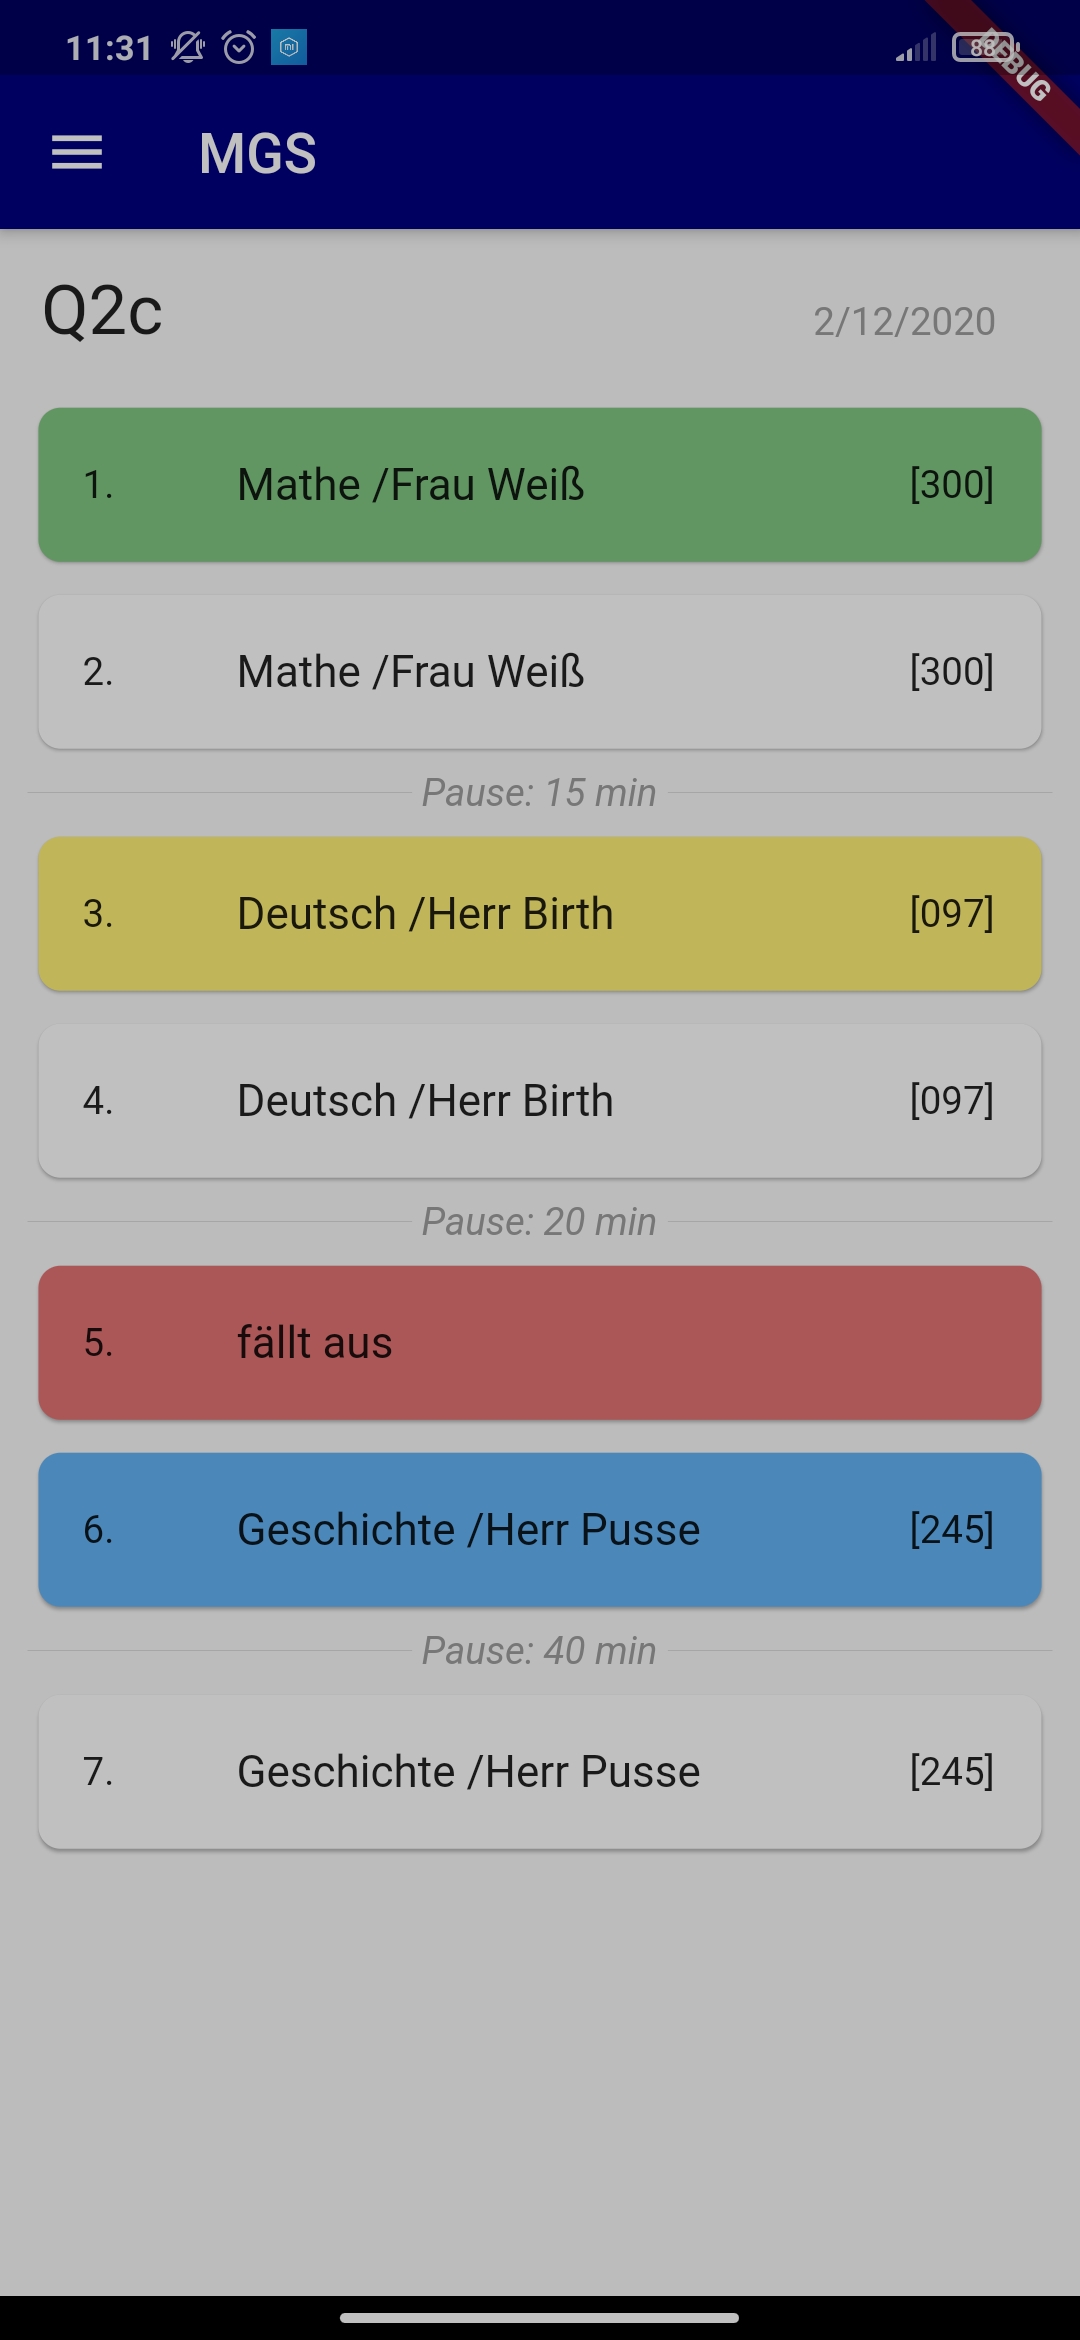 11:31
88
DEBUG
MGS
Q2c 2/12/2020
1. Mathe /Frau Weiß [300]
2. Mathe /Frau Weiß [300]
Pause: 15 min
3. Deutsch /Herr Birth [097]
4. Deutsch /Herr Birth [097]
Pause: 20 min
5. fällt aus
6. Geschichte /Herr Pusse [245]
Pause: 40 min
7. Geschichte /Herr Pusse [245]